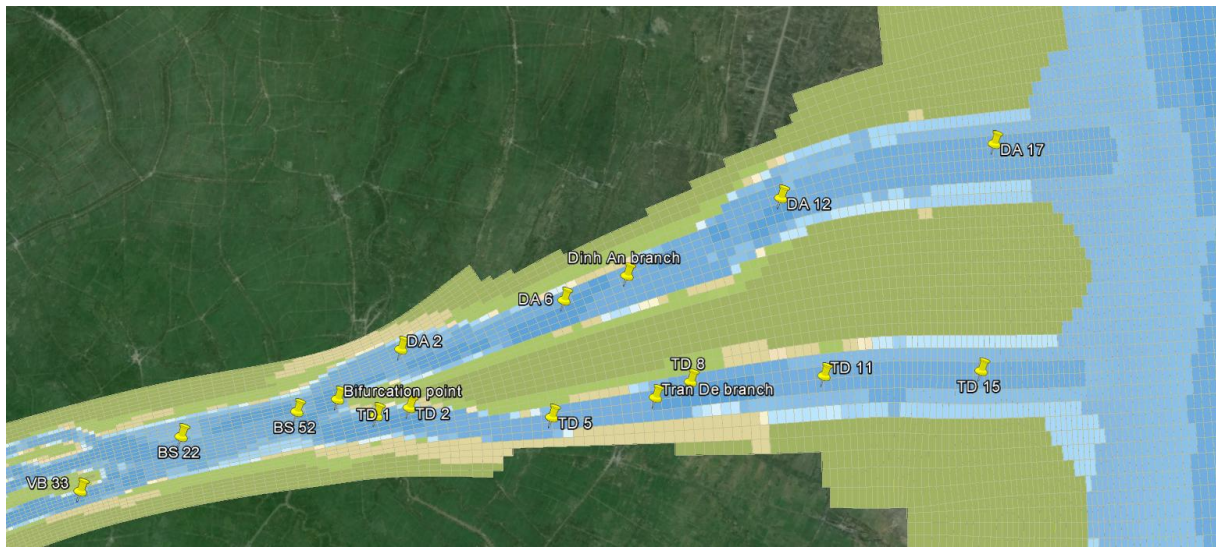 DA 17
DA 12
Dinh An branch
DA 6
DA 2
TD 8
TD 11
TD 15
Bifurcation point
Tran De branch
TD 1
TD 2
BS 52
TD 5
BS 22
VB 33